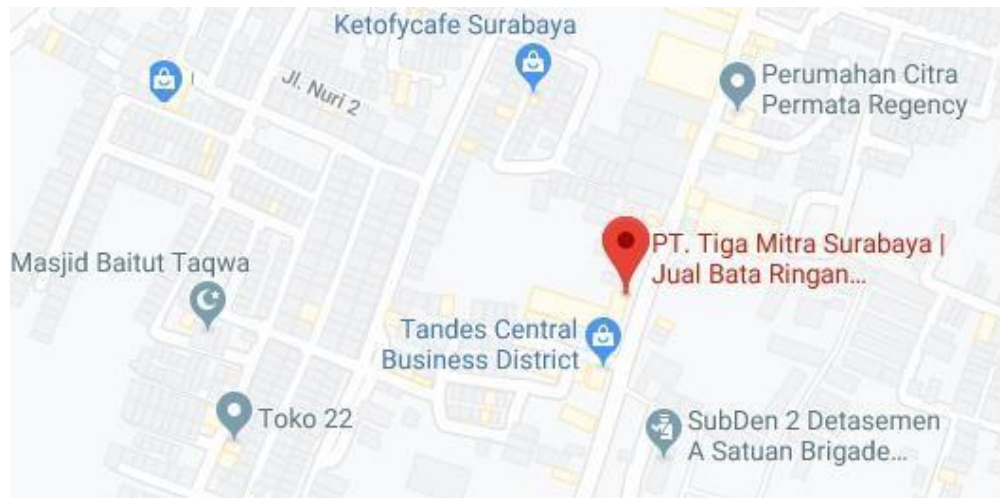 Ketofycafe Surabaya
Jl. Nuri 2
Perumahan Citra
Permata Regency
PT. Tiga Mitra Surabaya |
Jual Bata Ringan...
Masjid Baitut Taqwa
Tandes Central
Business District
Toko 22
SubDen 2 Detasemen
A Satuan Brigade...